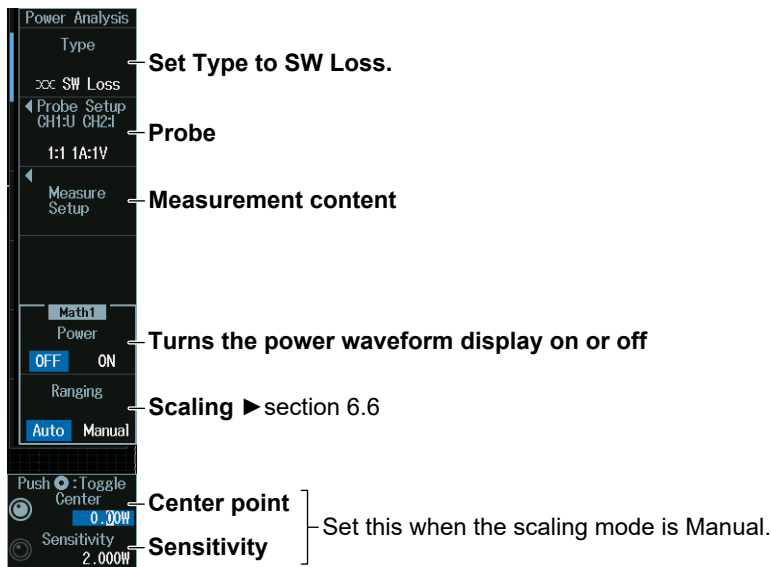 Power Analysis
Type
Set Type to SW Loss.
SW Loss
Probe Setup
CH1:U CH2:I
Probe
1:1 1A:1V
Measure
Setup
Measurement content
Math1
Power
Turns the power waveform display on or off
OFF ON
Ranging
Scaling ►section 6.6
Auto Manual
Push :Toggle
Center
Center point
0.00W
Set this when the scaling mode is Manual.
Sensitivity
Sensitivity
2.000W